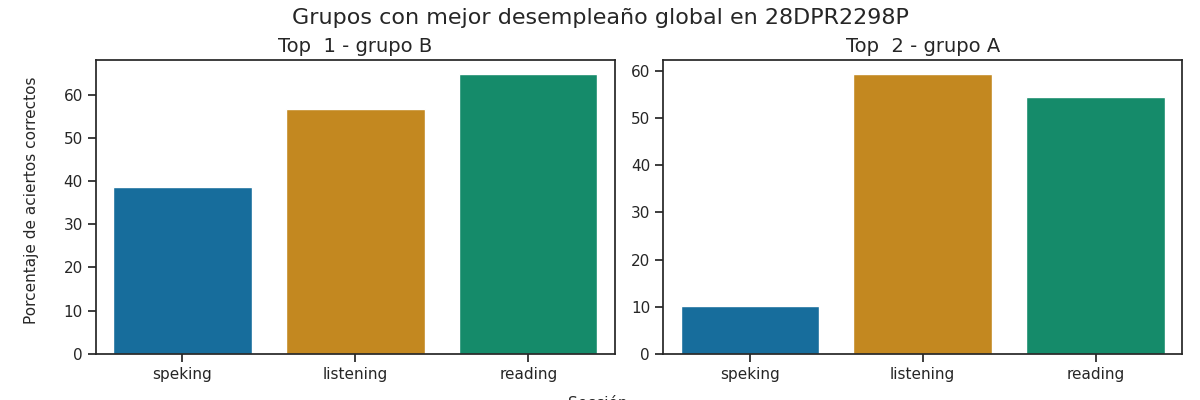 Grupos con mejor desempleaño global en 28DPR2298P
Top  1 - grupo B
Top  2 - grupo A
Porcentaje de aciertos correctos
60
50
40
30
20
10
0
speking
listening
reading
60
50
40
30
20
10
0
speking
listening
reading
Sección